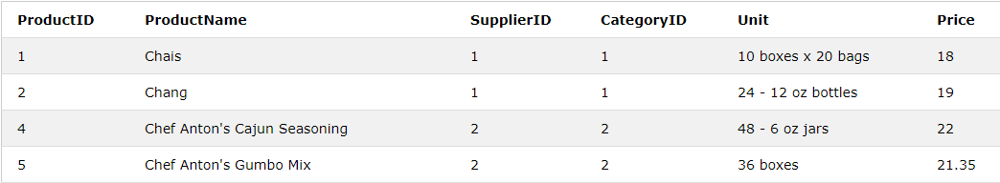 ProductID ProductName SupplierID CategoryID Unit Price
1 Chais 1 1 10 boxes x 20 bags 18
2 Chang 1 1 24 - 12 oz bottles 19
4 Chef Anton's Cajun Seasoning 2 2 48 - 6 oz jars 22
5 Chef Anton's Gumbo Mix 2 2 36 boxes 21.35